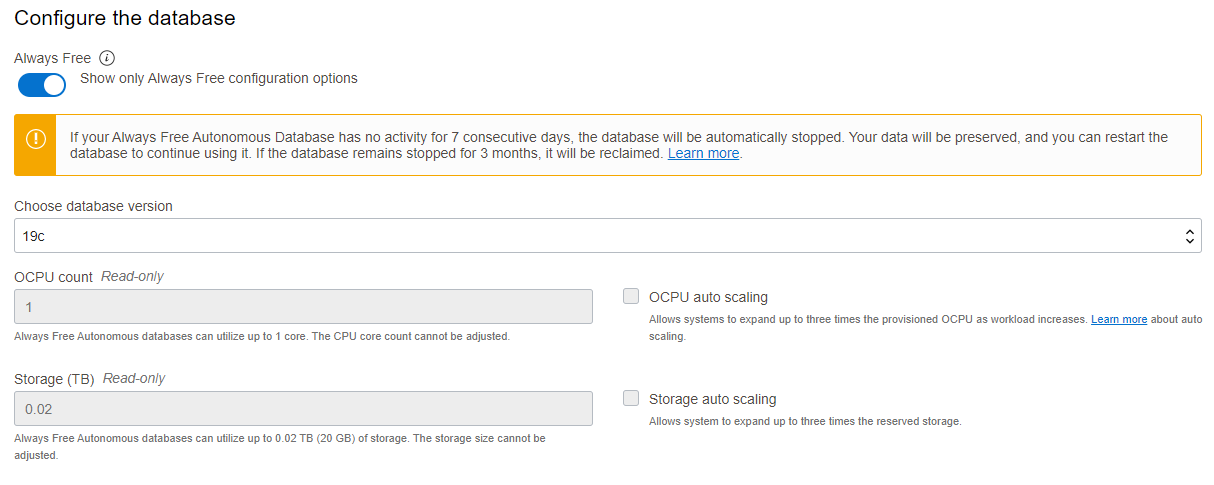 Configure the database
Always Free
Show only Always Free configuration options
If your Always Free Autonomous Database has no activity for 7 consecutive days, the database will be automatically stopped. Your data will be preserved, and you can restart the
database to continue using it. If the database remains stopped for 3 months, it will be reclaimed. Learn more.
Choose database version
19c
OCPU count Read-only
1
Always Free Autonomous databases can utilize up to 1 core. The CPU core count cannot be adjusted.
OCPU auto scaling
Allows systems to expand up to three times the provisioned OCPU as workload increases. Learn more about auto
scaling.
Storage (TB) Read-only
0.02
Always Free Autonomous databases can utilize up to 0.02 TB (20 GB) of storage. The storage size cannot be
adjusted.
Storage auto scaling
Allows system to expand up to three times the reserved storage.